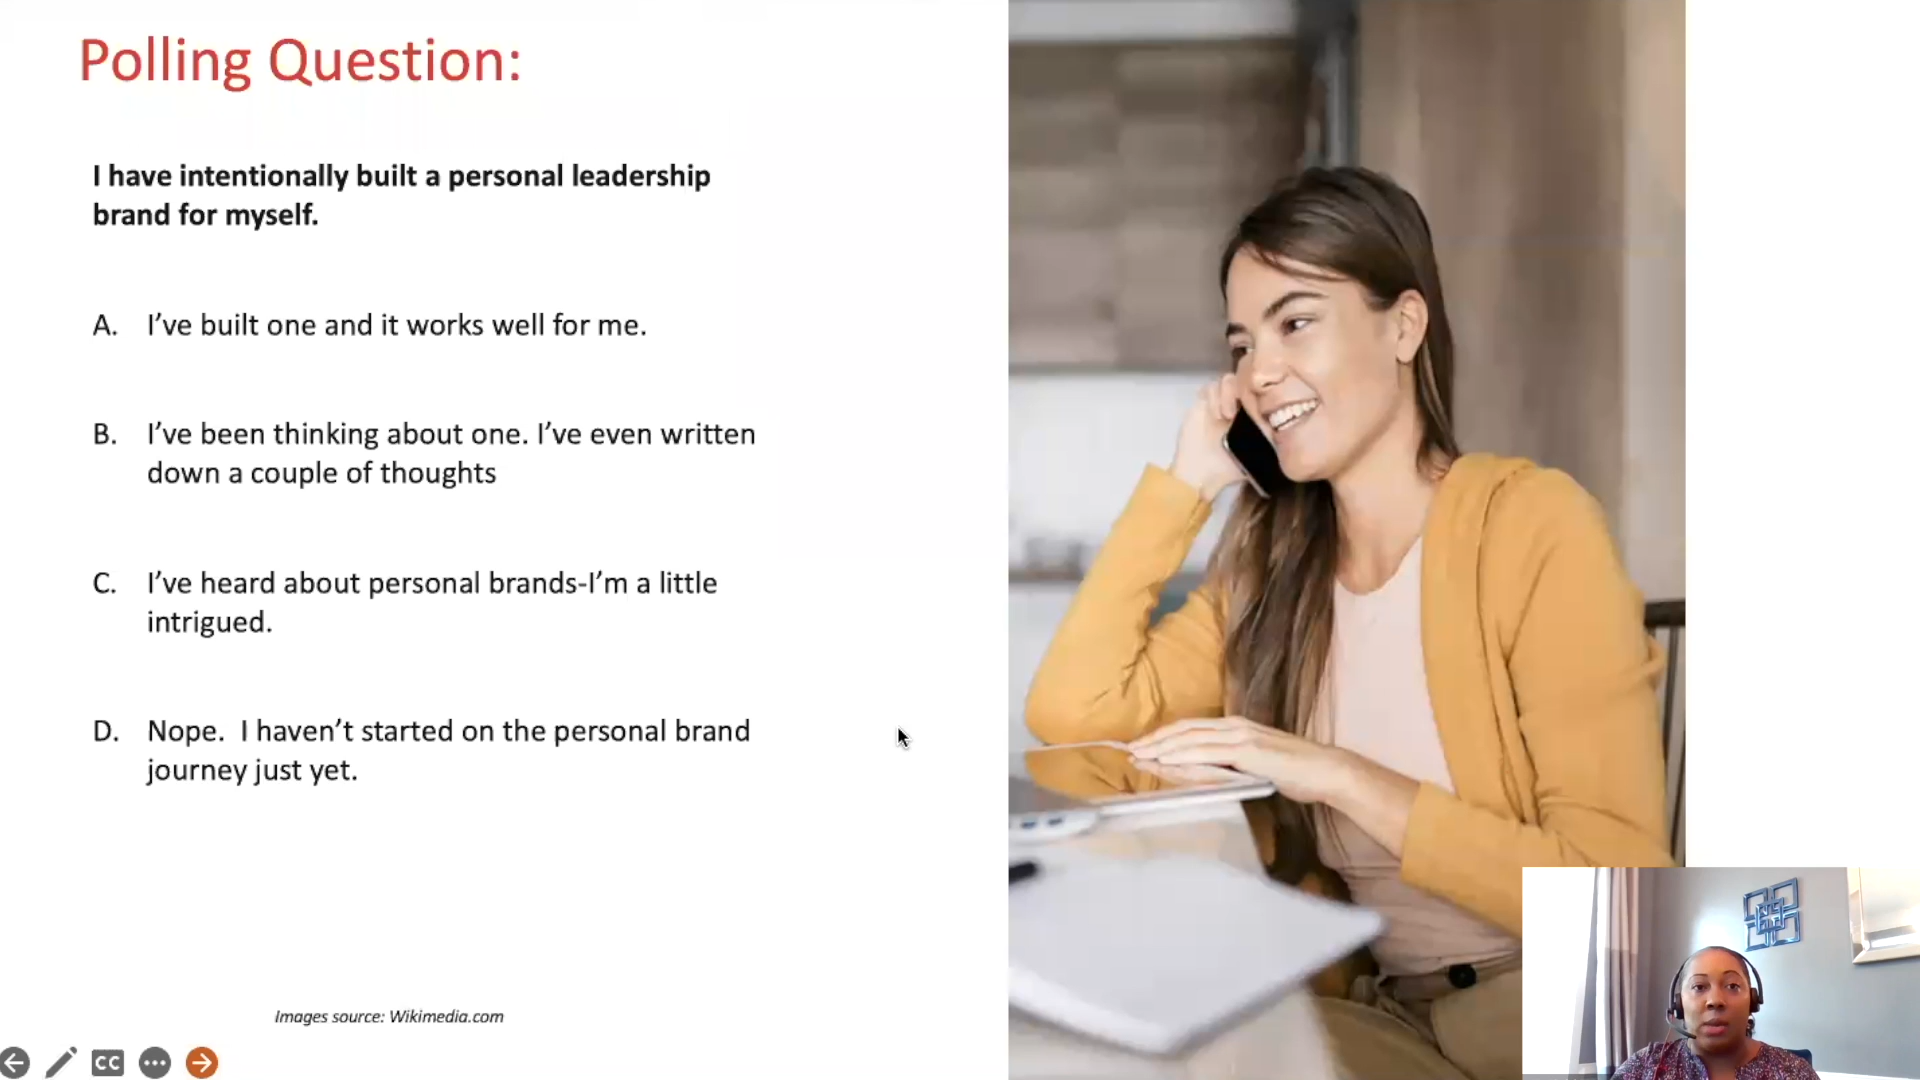 Polling Question:
I have intentionally built a personal leadership
brand for myself.
A. I've built one and it works well for me.
B. I've been thinking about one. I've even written
down a couple of thoughts
C. I've heard about personal brands-I'm a little
intrigued.
D. Nope. I haven't started on the personal brand
journey just yet.
Images source: Wikimedia.com
CC